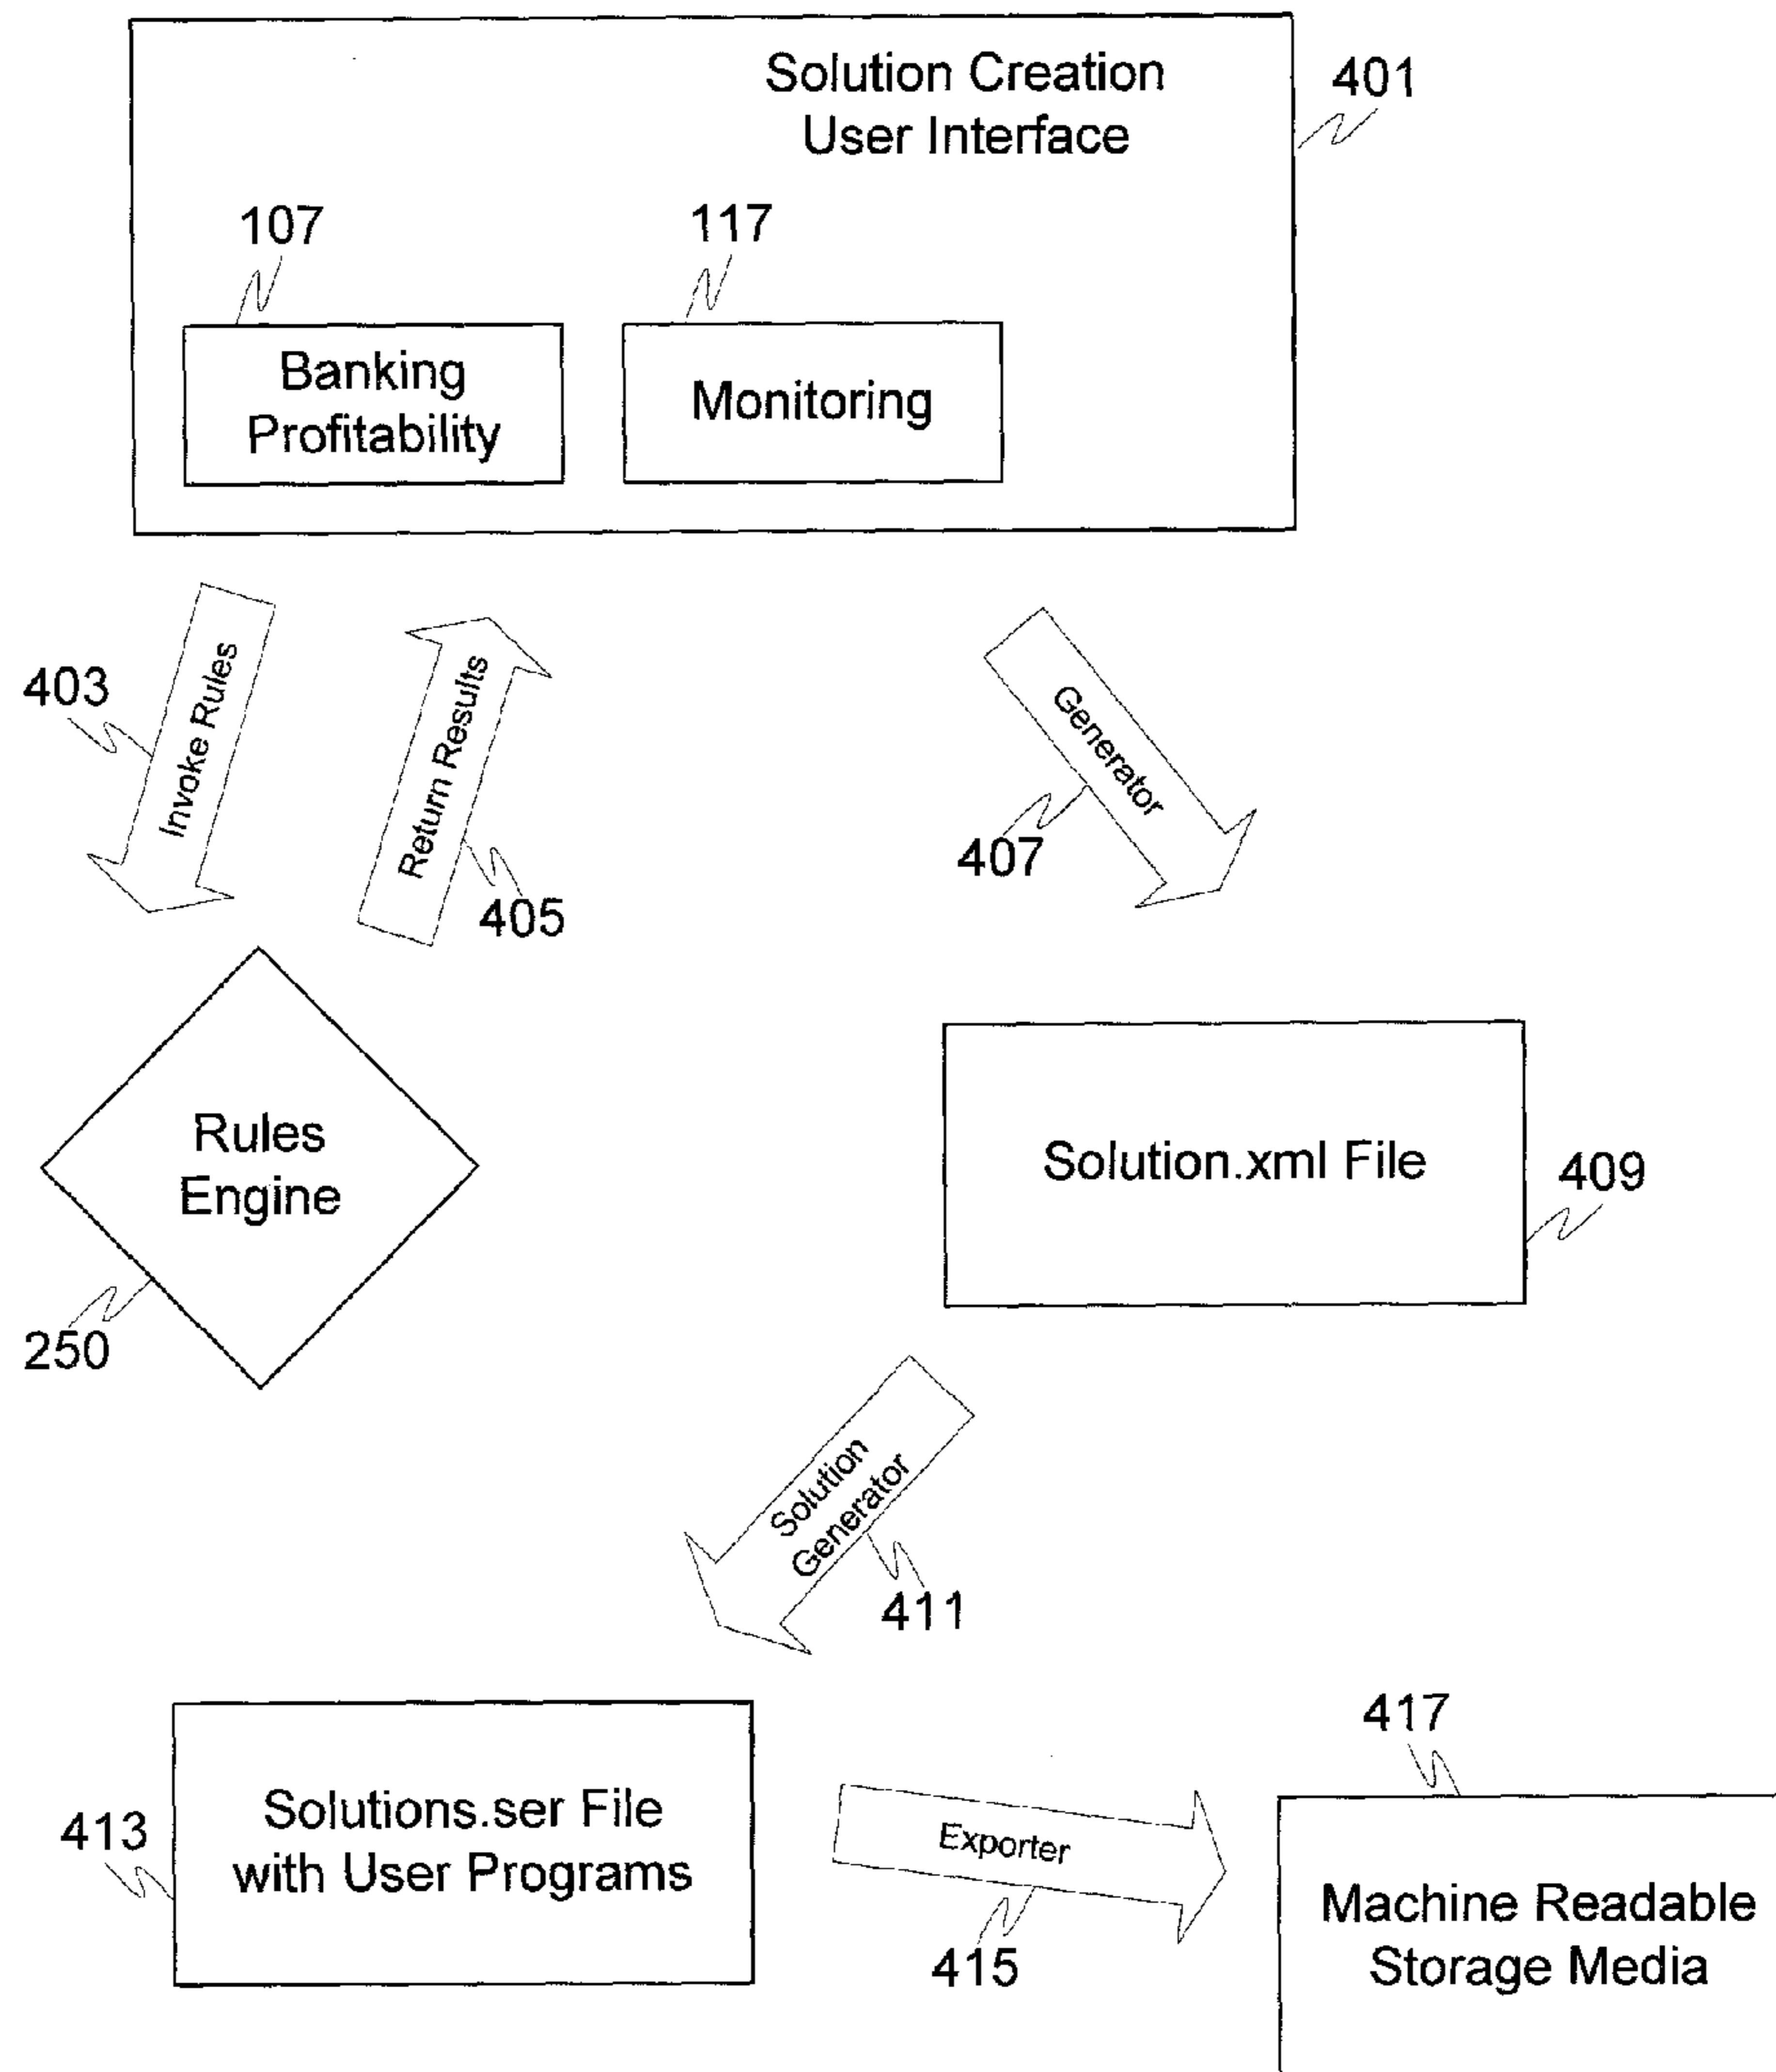 Solution Creation
User Interface
401
107
117
Banking
Profitability
Monitoring
403
Invoke Rules
Return Results
405
Generator
407
Rules
Engine
250
Solution.xml File
409
Solution
Generator
411
413
Solutions.ser File
with User Programs
Exporter
415
417
Machine Readable
Storage Media